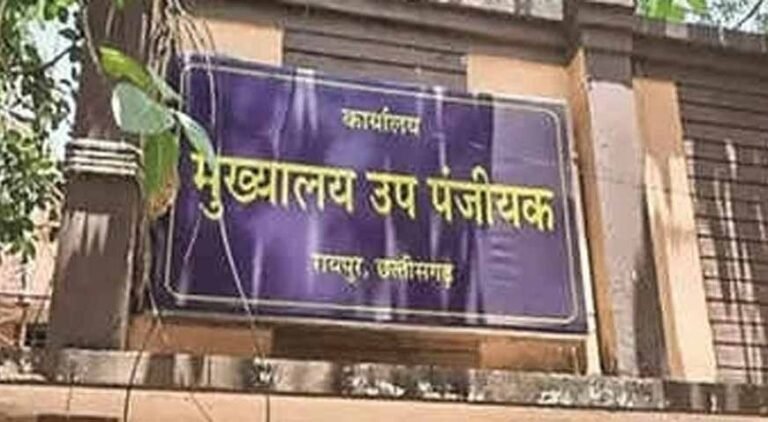 कार्यालय
मुख्यालय उप पंजीयक
रायपुर, छत्तीसगढ़